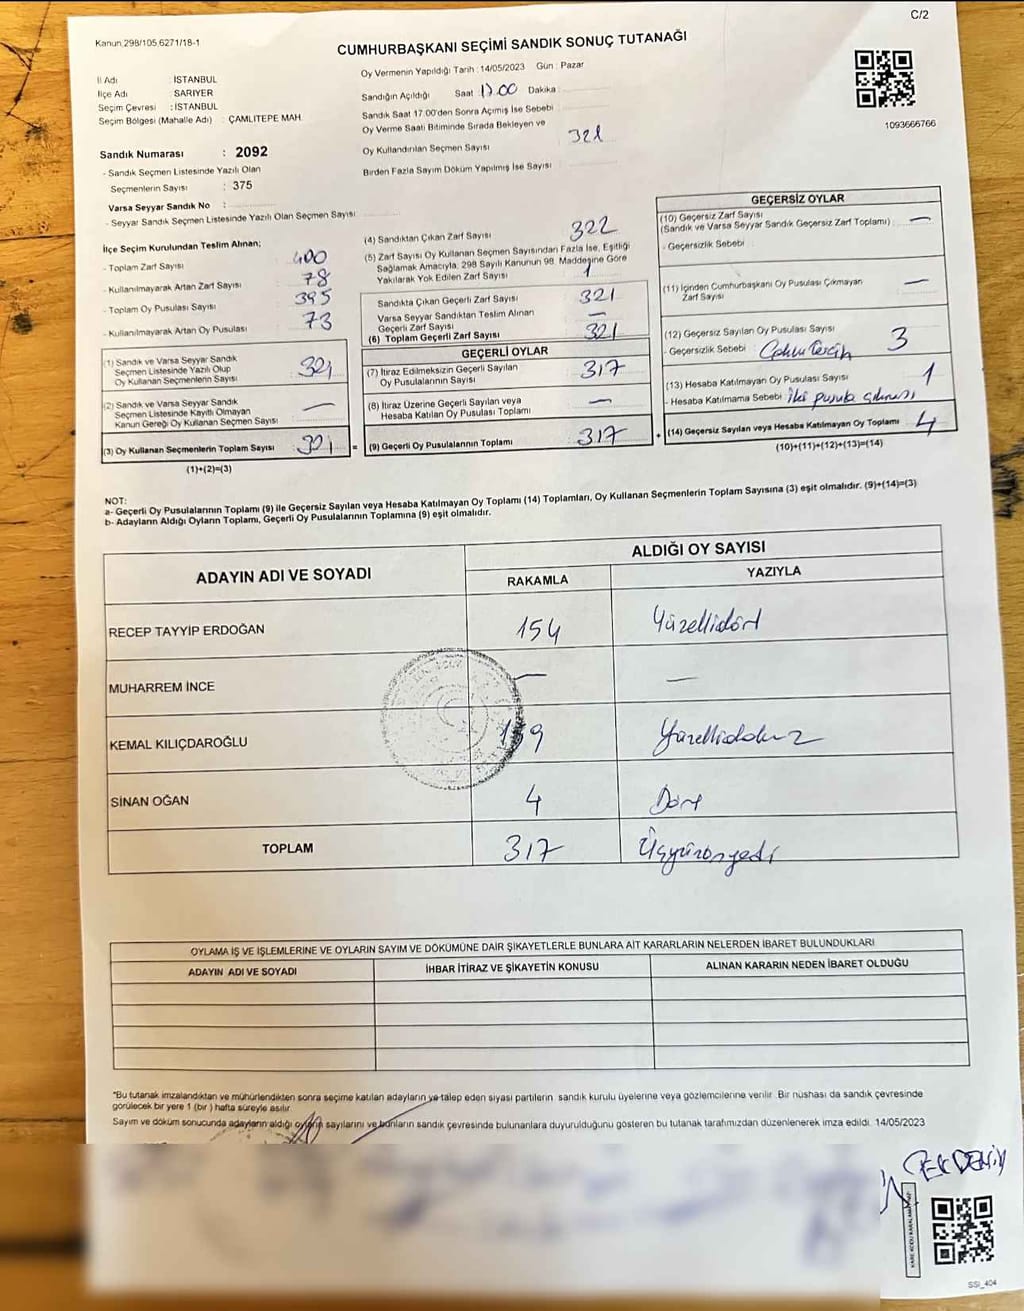 C/2
Kanun,298/105,6271/18-1
CUMHURBAŞKANI SEÇİMİ SANDIK SONUÇ TUTANAĞI
İl Adı : İSTANBUL
İlçe Adı : SARIYER
Seçim Çevresi : İSTANBUL
Seçim Bölgesi (Mahalle Adı) : ÇAMLITEPE MAH.
Sandık Numarası : 2092
- Sandık Seçmen Listesinde Yazılı Olan
Seçmenlerin Sayısı : 375
Varsa Seyyar Sandık No :
- Seyyar Sandık Seçmen Listesinde Yazılı Olan Seçmen Sayısı
Oy Vermenin Yapıldığı Tarih : 14/05/2023 Gün : Pazar
Sandığın Açıldığı Saat 17.00 Dakika
Sandık Saat 17:00'den Sonra Açımış İse Sebebi
Oy Verme Saati Bitiminde Sırada Bekleyen ve
Oy Kullandırılan Seçmen Sayısı 321
Birden Fazla Sayım Döküm Yapılmış İse Sayısı
1093666766
İlçe Seçim Kurulundan Teslim Alınan;
- Toplam Zarf Sayısı 400
- Kullanılmayarak Artan Zarf Sayısı 78
- Toplam Oy Pusulası Sayısı 395
- Kullanılmayarak Artan Oy Pusulası 73
(1) Sandık ve Varsa Seyyar Sandık
Seçmen Listesinde Yazılı Olup
Oy Kullanan Seçmenlerin Sayısı 321
(2) Sandık ve Varsa Seyyar Sandık
Seçmen Listesinde Kayıtlı Olmayan
Kanun Gereği Oy Kullanan Seçmen Sayısı —
(3) Oy Kullanan Seçmenlerin Toplam Sayısı 321 =
(1)+(2)=(3)
(4) Sandıktan Çıkan Zarf Sayısı 322
(5) Zarf Sayısı Oy Kullanan Seçmen Sayısından Fazla İse, Eşitliği
Sağlamak Amacıyla; 298 Sayılı Kanunun 98. Maddesine Göre
Yakılarak Yok Edilen Zarf Sayısı 1
Sandıkta Çıkan Geçerli Zarf Sayısı 321
Varsa Seyyar Sandıktan Teslim Alınan
Geçerli Zarf Sayısı —
(6) Toplam Geçerli Zarf Sayısı 321
GEÇERLİ OYLAR
(7) İtiraz Edilmeksizin Geçerli Sayılan
Oy Pusulalarının Sayısı 317
(8) İtiraz Üzerine Geçerli Sayılan veya
Hesaba Katılan Oy Pusulası Toplamı —
(9) Geçerli Oy Pusulalarının Toplamı 317 +
GEÇERSİZ OYLAR
(10) Geçersiz Zarf Sayısı
(Sandık ve Varsa Seyyar Sandık Geçersiz Zarf Toplamı) : —
- Geçersizlik Sebebi :
(11) İçinden Cumhurbaşkanı Oy Pusulası Çıkmayan
Zarf Sayısı —
(12) Geçersiz Sayılan Oy Pusulası Sayısı 3
- Geçersizlik Sebebi :
(13) Hesaba Katılmayan Oy Pusulası Sayısı 1
- Hesaba Katılmama Sebebi : iki pusula çıkması
(14) Geçersiz Sayılan veya Hesaba Katılmayan Oy Toplamı 4
(10)+(11)+(12)+(13)=(14)
NOT:
a- Geçerli Oy Pusulalarının Toplamı (9) ile Geçersiz Sayılan veya Hesaba Katılmayan Oy Toplamı (14) Toplamları, Oy Kullanan Seçmenlerin Toplam Sayısına (3) eşit olmalıdır. (9)+(14)=(3)
b- Adayların Aldığı Oyların Toplamı, Geçerli Oy Pusulalarının Toplamına (9) eşit olmalıdır.
ADAYIN ADI VE SOYADI
ALDIĞI OY SAYISI
RAKAMLA YAZIYLA
RECEP TAYYİP ERDOĞAN 154 Yüzellidört
MUHARREM İNCE — —
KEMAL KILIÇDAROĞLU 159 Yüzellidokuz
SİNAN OĞAN 4 Dört
TOPLAM 317 Üçyüzonyedi
OYLAMA İŞ VE İŞLEMLERİNE VE OYLARIN SAYIM VE DÖKÜMÜNE DAİR ŞİKAYETLERLE BUNLARA AİT KARARLARIN NELERDEN İBARET BULUNDUKLARI
ADAYIN ADI VE SOYADI İHBAR İTİRAZ VE ŞİKAYETİN KONUSU ALINAN KARARIN NEDEN İBARET OLDUĞU
*Bu tutanak imzalandıktan ve mühürlendikten sonra seçime katılan adayların ve talep eden siyasi partilerin sandık kurulu üyelerine veya gözlemcilerine verilir. Bir nüshası da sandık çevresinde
görülecek bir yere 1 (bir ) hafta süreyle asılır.
Sayım ve döküm sonucunda adayların aldığı oyların sayılarını ve bunların sandık çevresinde bulunanlara duyurulduğunu gösteren bu tutanak tarafımızdan düzenlenerek imza edildi. 14/05/2023
SSİ_404